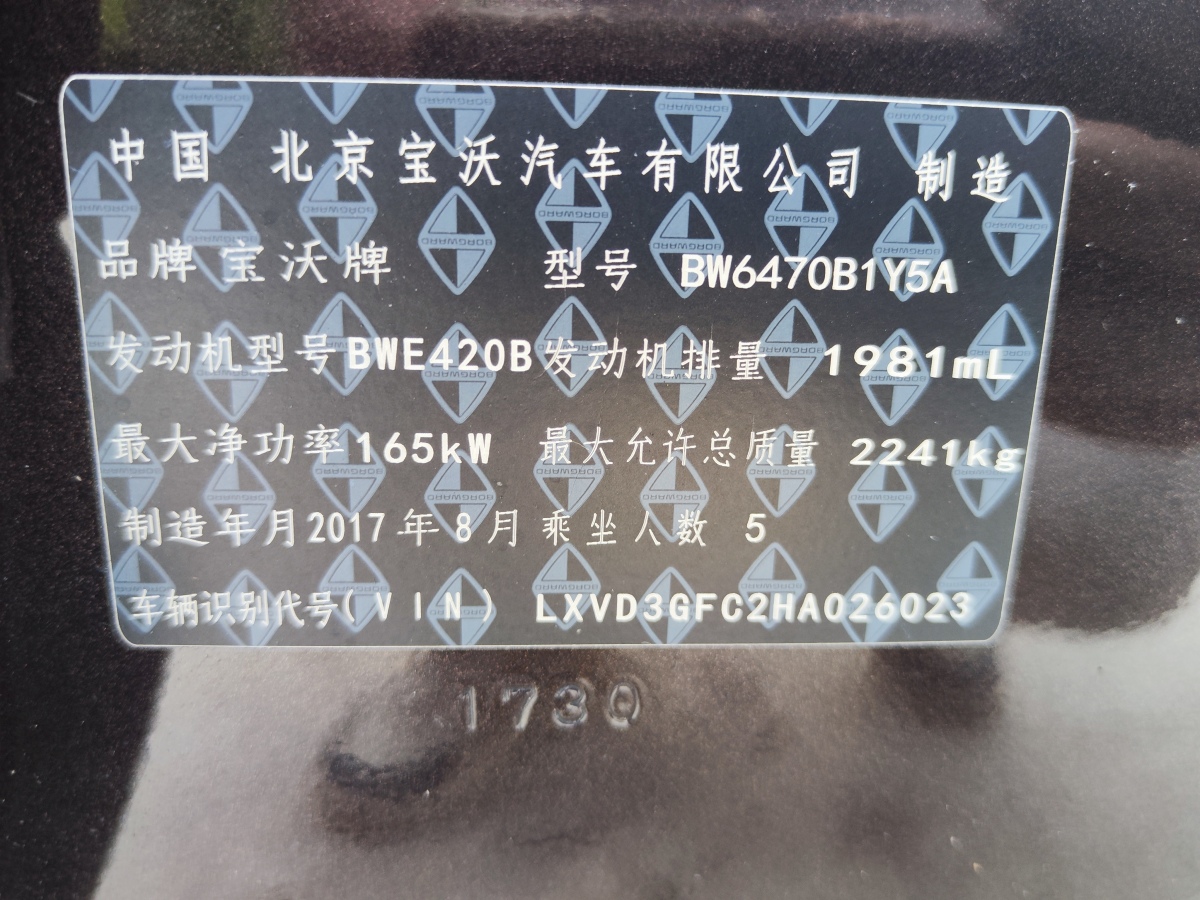 中国 北京宝沃汽车有限公司 制造
品牌 宝沃牌 型号 BW6470B1Y5A
发动机型号 BWE420B 发动机排量 1981mL
最大净功率 165kW 最大允许总质量 2241kg
制造年月 2017年8月 乘坐人数 5
车辆识别代号(VIN) LXVD3GFC2HA026023
1730